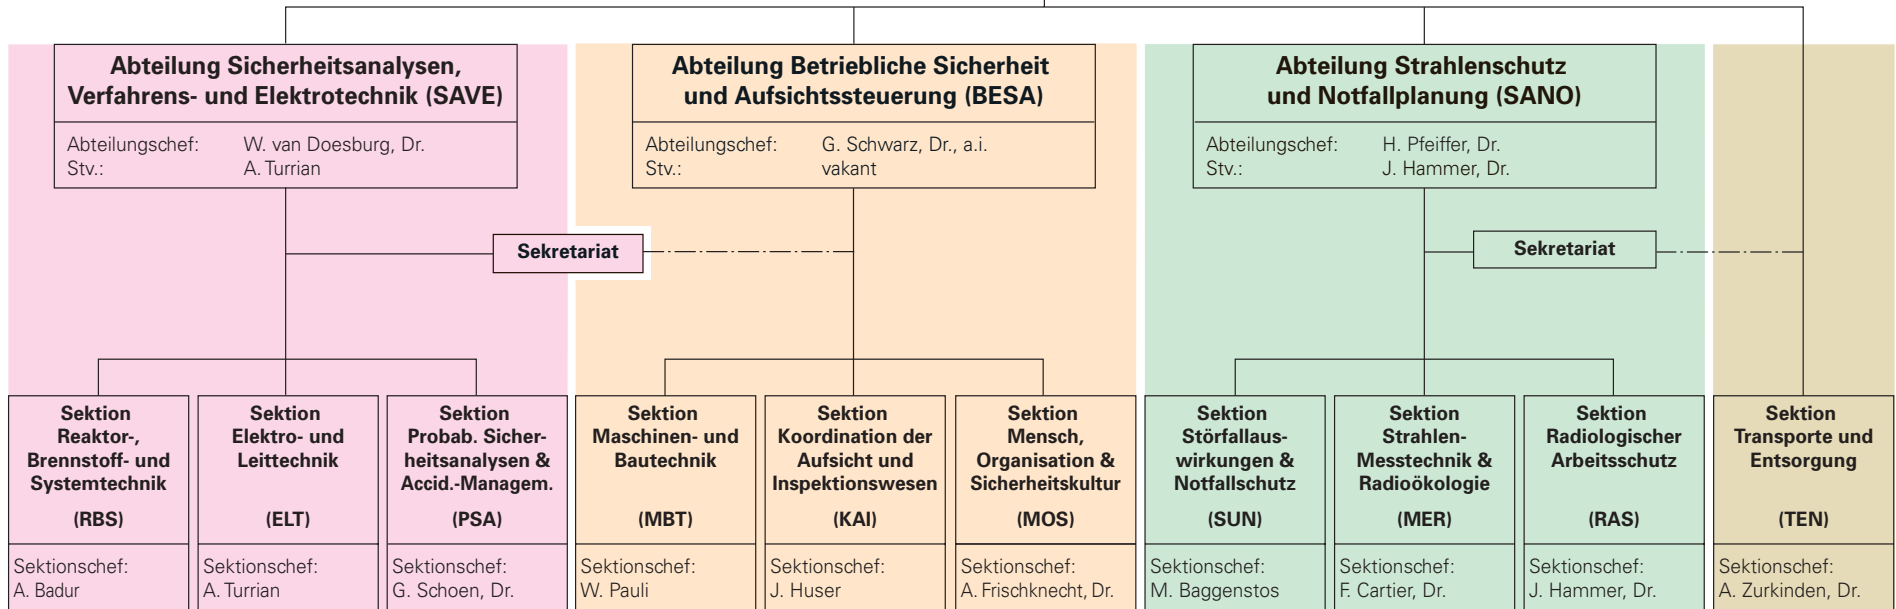 Abteilung Sicherheitsanalysen,
Verfahrens- und Elektrotechnik (SAVE)
Abteilungschef: W. van Doesburg, Dr.
Stv.: A. Turrian
Abteilung Betriebliche Sicherheit
und Aufsichtssteuerung (BESA)
Abteilungschef: G. Schwarz, Dr., a.i.
Stv.: vakant
Abteilung Strahlenschutz
und Notfallplanung (SANO)
Abteilungschef: H. Pfeiffer, Dr.
Stv.: J. Hammer, Dr.
Sekretariat
Sekretariat
Sektion
Reaktor-,
Brennstoff- und
Systemtechnik
(RBS)
Sektionschef:
A. Badur
Sektion
Elektro- und
Leittechnik
(ELT)
Sektionschef:
A. Turrian
Sektion
Probab. Sicher-
heitsanalysen &
Accid.-Managem.
(PSA)
Sektionschef:
G. Schoen, Dr.
Sektion
Maschinen- und
Bautechnik
(MBT)
Sektionschef:
W. Pauli
Sektion
Koordination der
Aufsicht und
Inspektionswesen
(KAI)
Sektionschef:
J. Huser
Sektion
Mensch,
Organisation &
Sicherheitskultur
(MOS)
Sektionschef:
A. Frischknecht, Dr.
Sektion
Störfallaus-
wirkungen &
Notfallschutz
(SUN)
Sektionschef:
M. Baggenstos
Sektion
Strahlen-
Messtechnik &
Radioökologie
(MER)
Sektionschef:
F. Cartier, Dr.
Sektion
Radiologischer
Arbeitsschutz
(RAS)
Sektionschef:
J. Hammer, Dr.
Sektion
Transporte und
Entsorgung
(TEN)
Sektionschef:
A. Zurkinden, Dr.